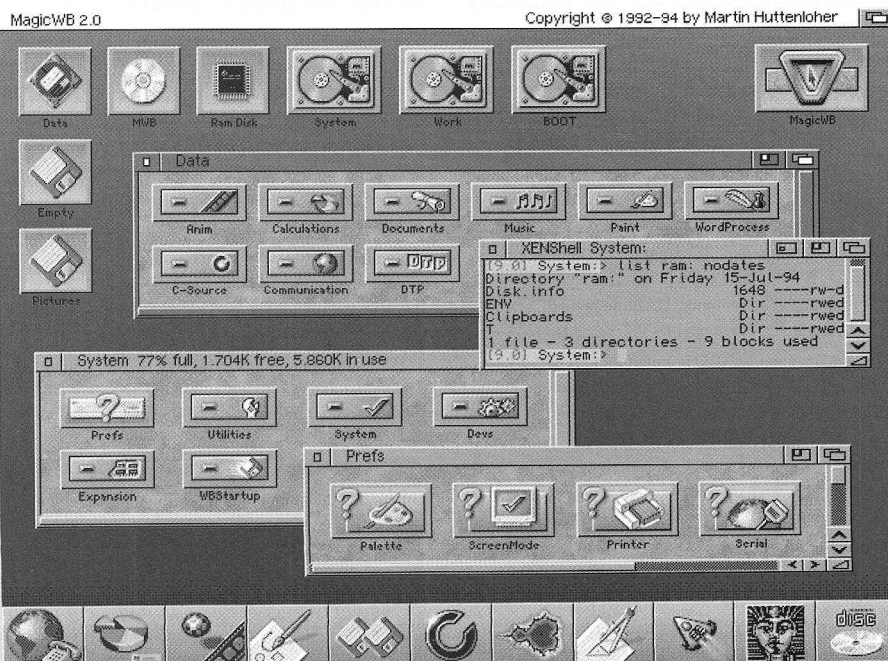 MagicWB 2.0
Copyright © 1992-94 by Martin Huttenloher
Data
MWB
Ram Disk
System
Work
BOOT
MagicWB
Empty
Pictures
Data
Anim
Calculations
Documents
Music
Paint
WordProcess
C-Source
Communication
DTP
DTP
XENShell System:
[9.0] System:> list ram: nodates
Directory "ram:" on Friday 15-Jul-94
Disk.info 1648 ----rw-d
ENV Dir ----rwed
Clipboards Dir ----rwed
T Dir ----rwed
1 file - 3 directories - 9 blocks used
[9.0] System:>
System 77% full, 1.704K free, 5.860K in use
Prefs
Utilities
System
Devs
Expansion
WBStartup
Prefs
Palette
ScreenMode
Printer
Serial
disc